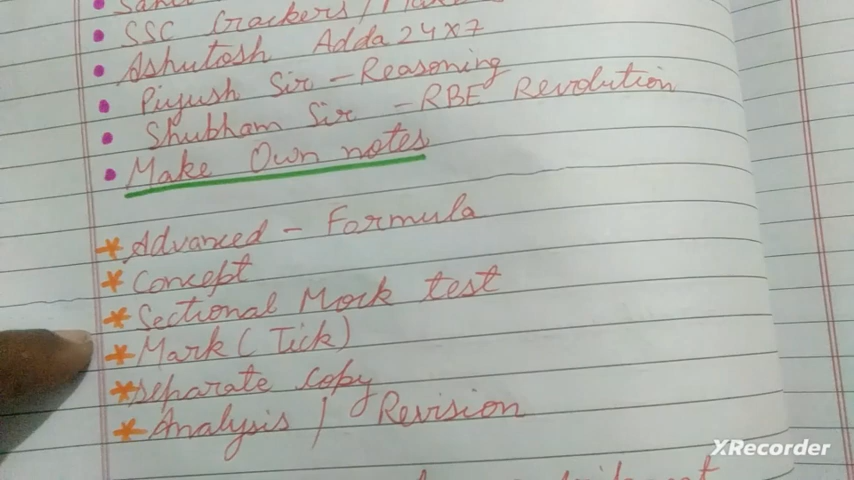 • SSC Crackers /
• Ashutosh Adda 24x7
• Piyush Sir - Reasoning
• Shubham Sir - RBE Revolution
• Make Own notes
* Advanced - Formula
* Concept
* Sectional Mock test
* Mark ( Tick )
* Separate copy
* Analysis / Revision
XRecorder